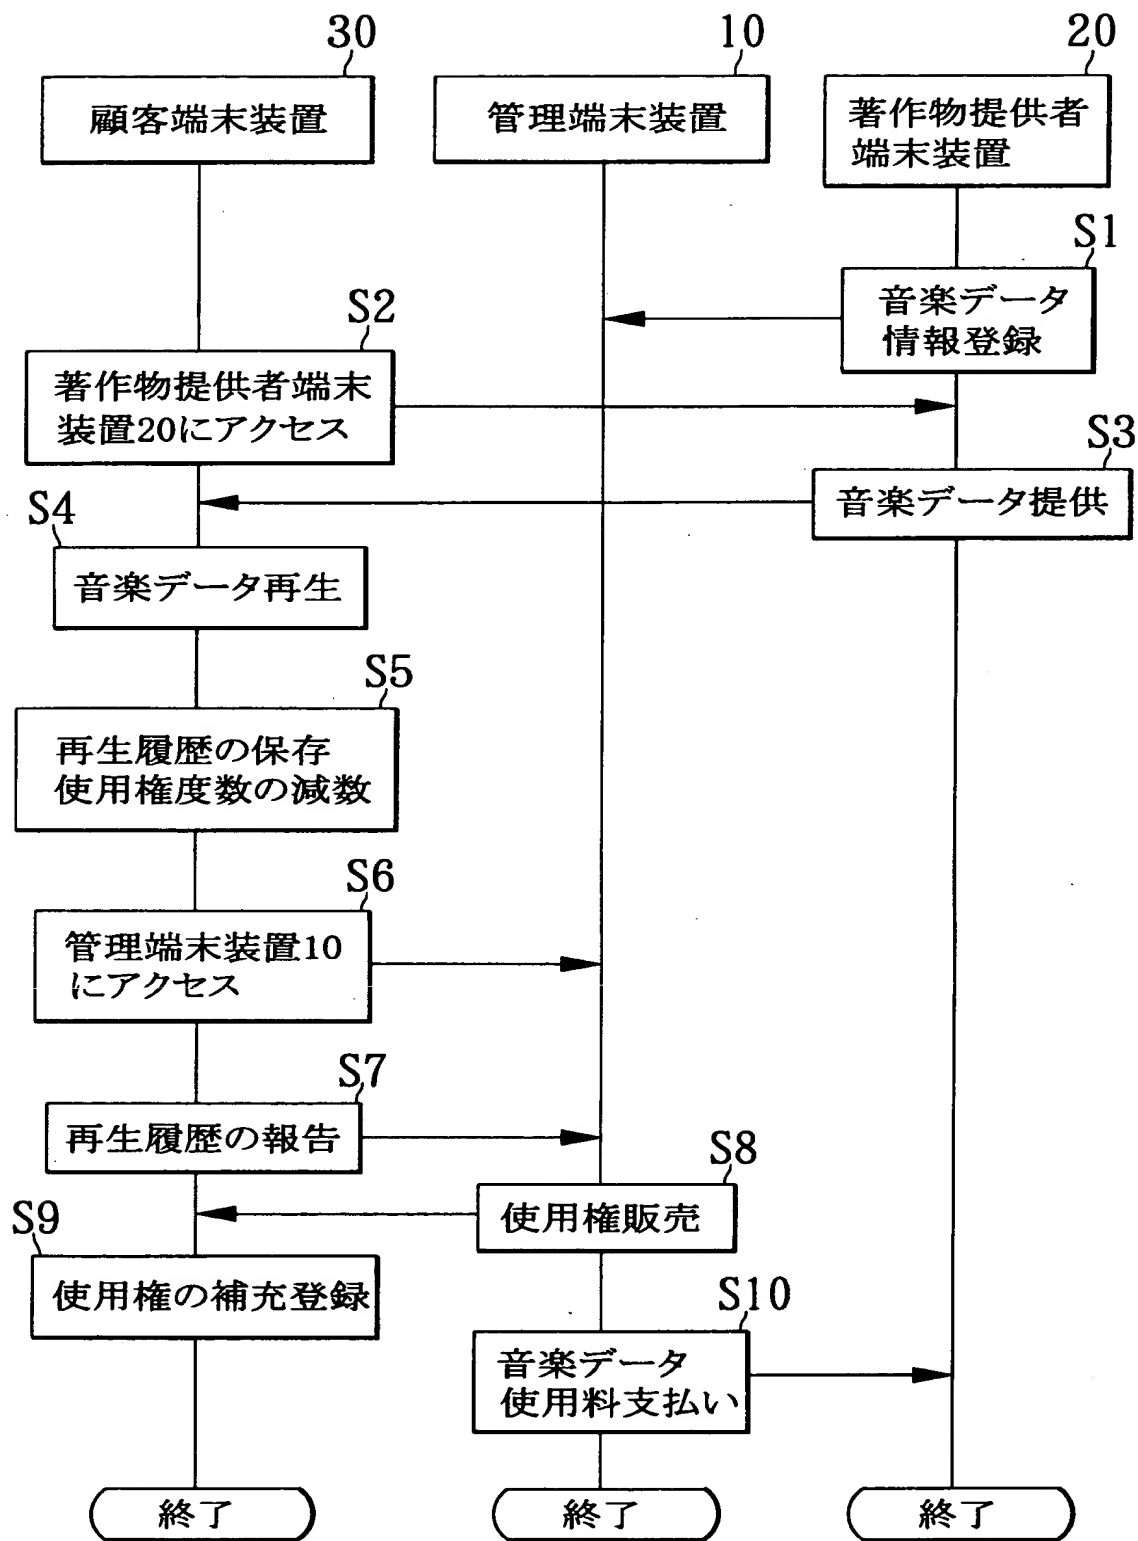 30
10
20
顧客端末装置
管理端末装置
著作物提供者
端末装置
S1
音楽データ
情報登録
S2
著作物提供者端末
装置20にアクセス
S3
音楽データ提供
S4
音楽データ再生
S5
再生履歴の保存
使用権度数の減数
S6
管理端末装置10
にアクセス
S7
再生履歴の報告
S8
使用権販売
S9
使用権の補充登録
S10
音楽データ
使用料支払い
終了
終了
終了